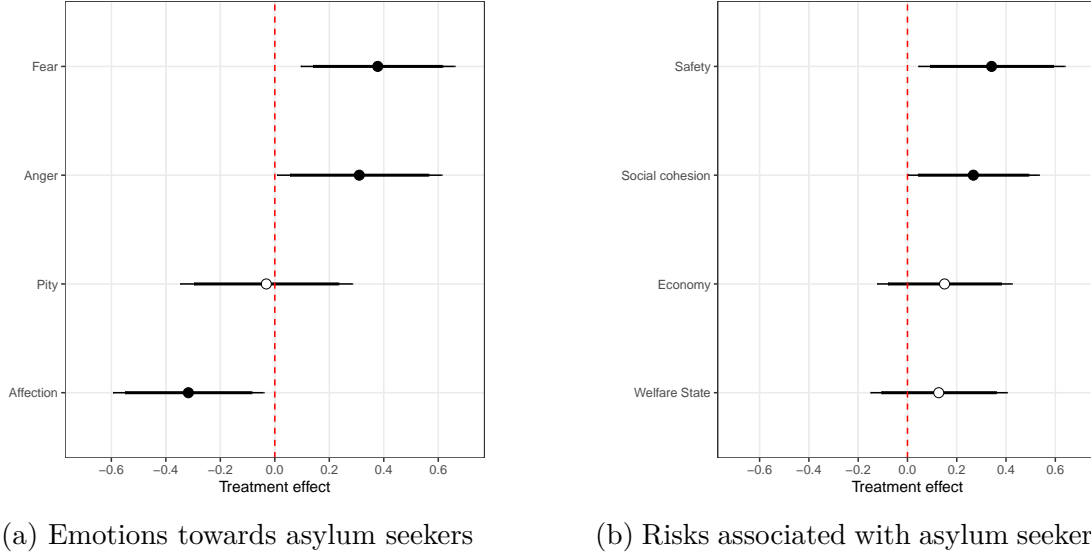 Fear
Anger
Pity
Affection
−0.6 −0.4 −0.2 0.0 0.2 0.4 0.6
Treatment effect
(a) Emotions towards asylum seekers
Safety
Social cohesion
Economy
Welfare State
−0.6 −0.4 −0.2 0.0 0.2 0.4 0.6
Treatment effect
(b) Risks associated with asylum seeker